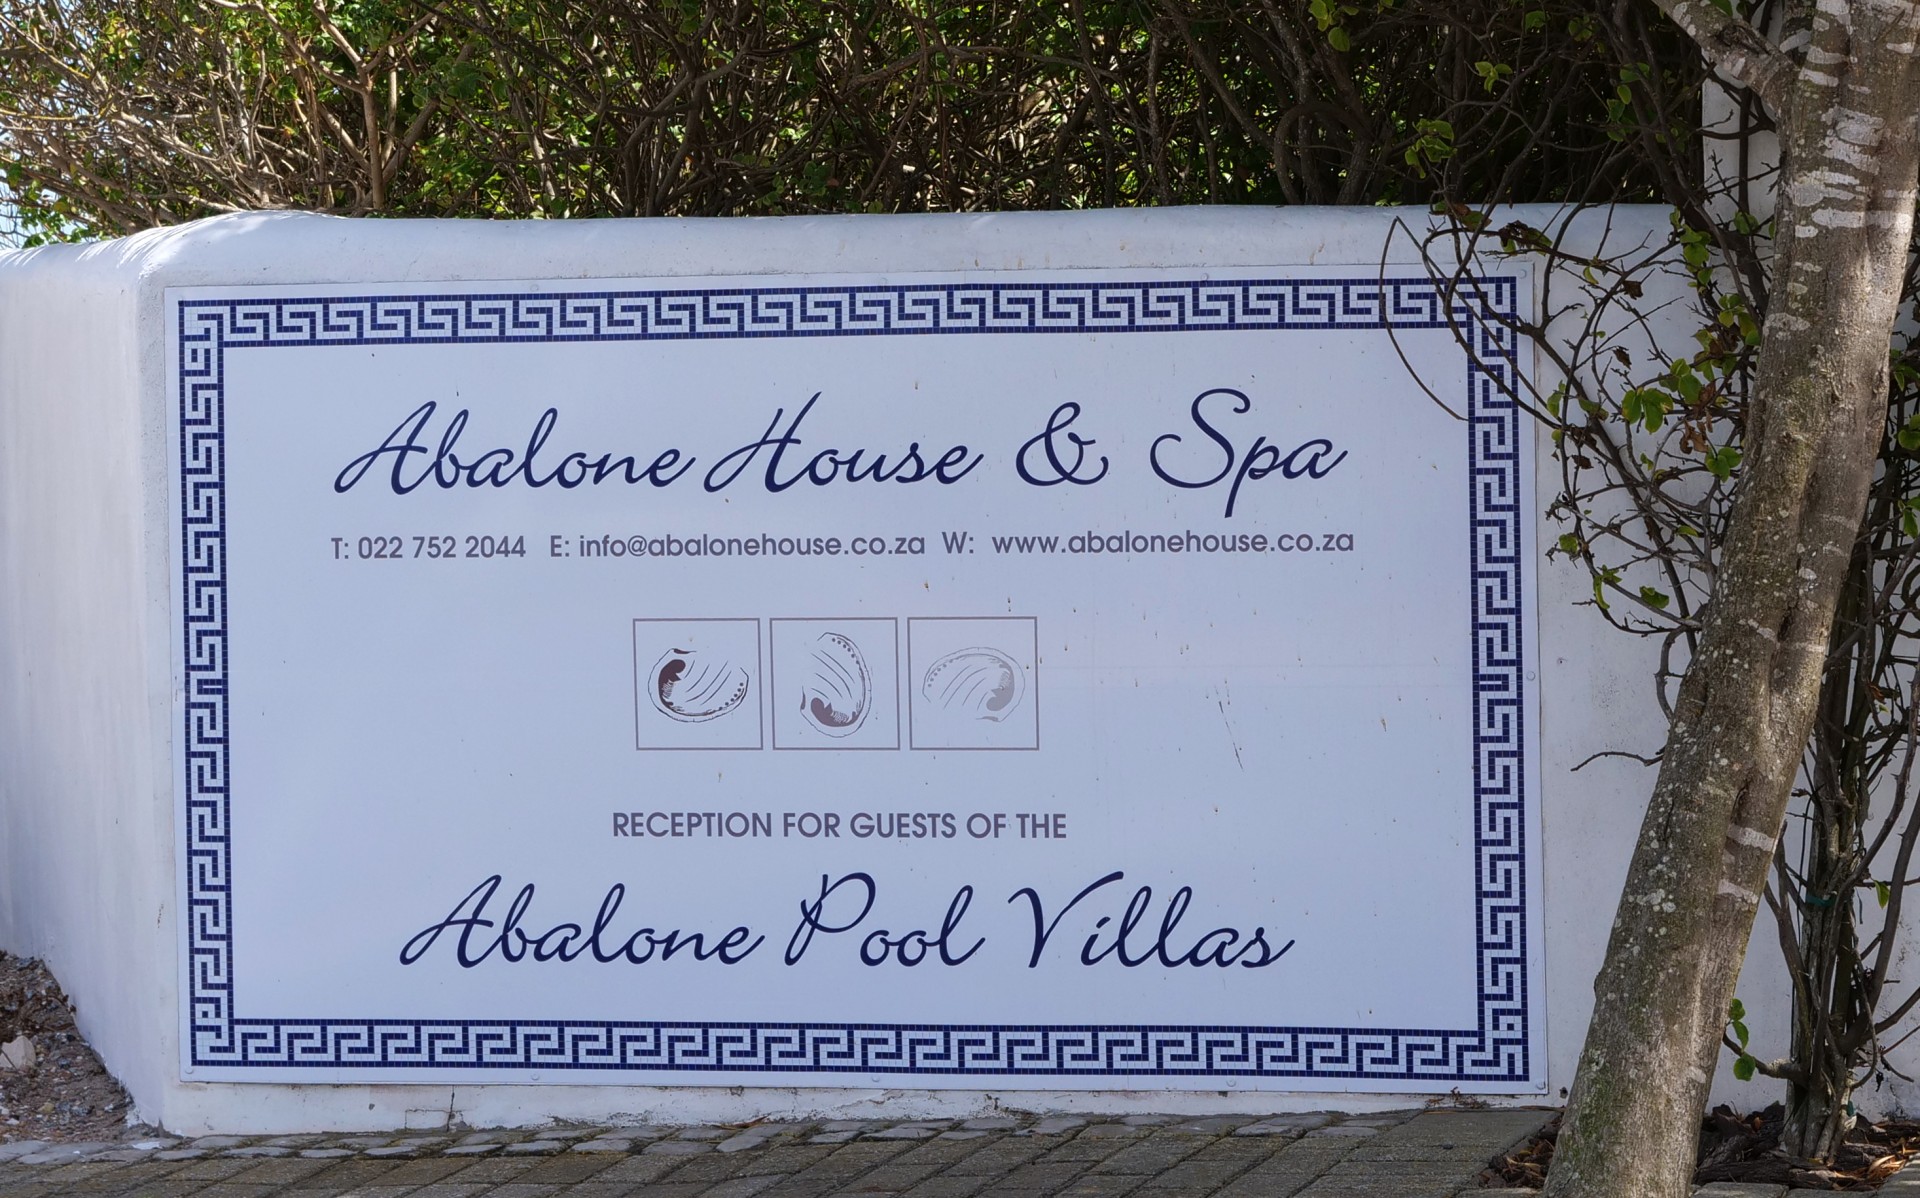 Abalone House & Spa
T: 022 752 2044 E: info@abalonehouse.co.za W: www.abalonehouse.co.za
RECEPTION FOR GUESTS OF THE
Abalone Pool Villas